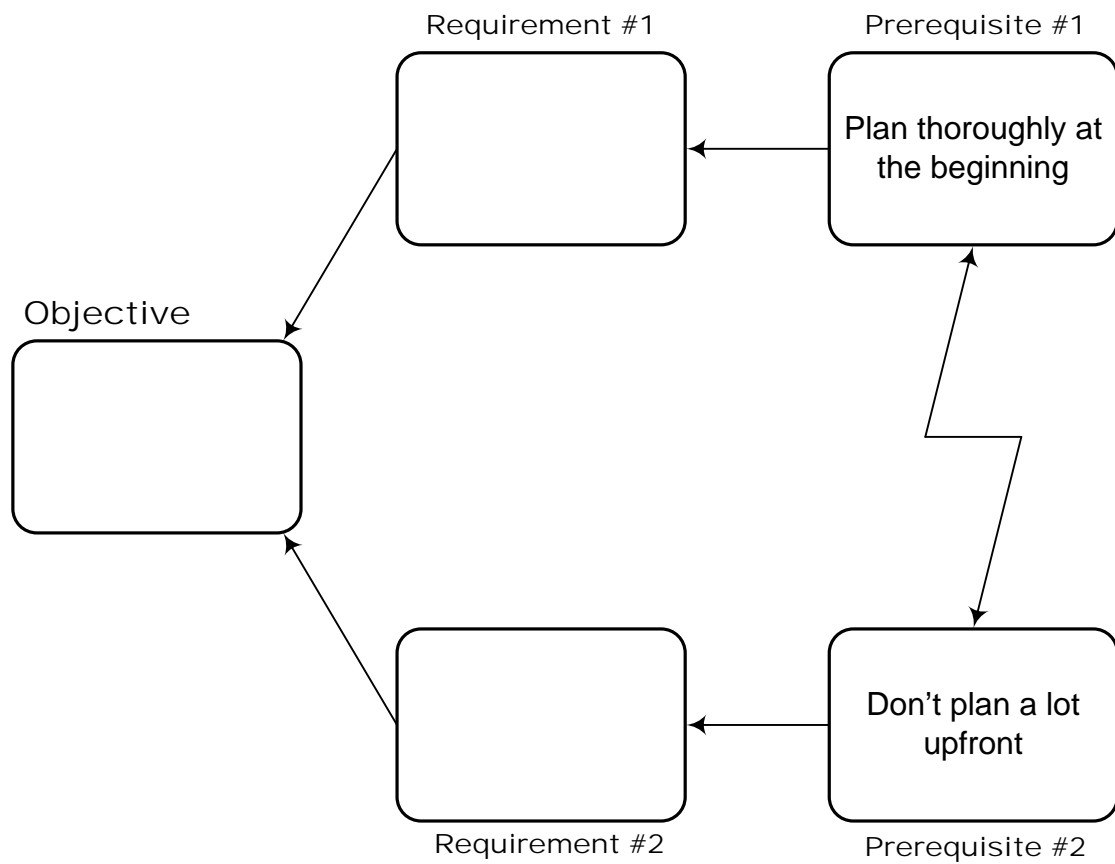 Requirement #1
Prerequisite #1
Plan thoroughly at
the beginning
Objective
Don’t plan a lot
upfront
Requirement #2
Prerequisite #2